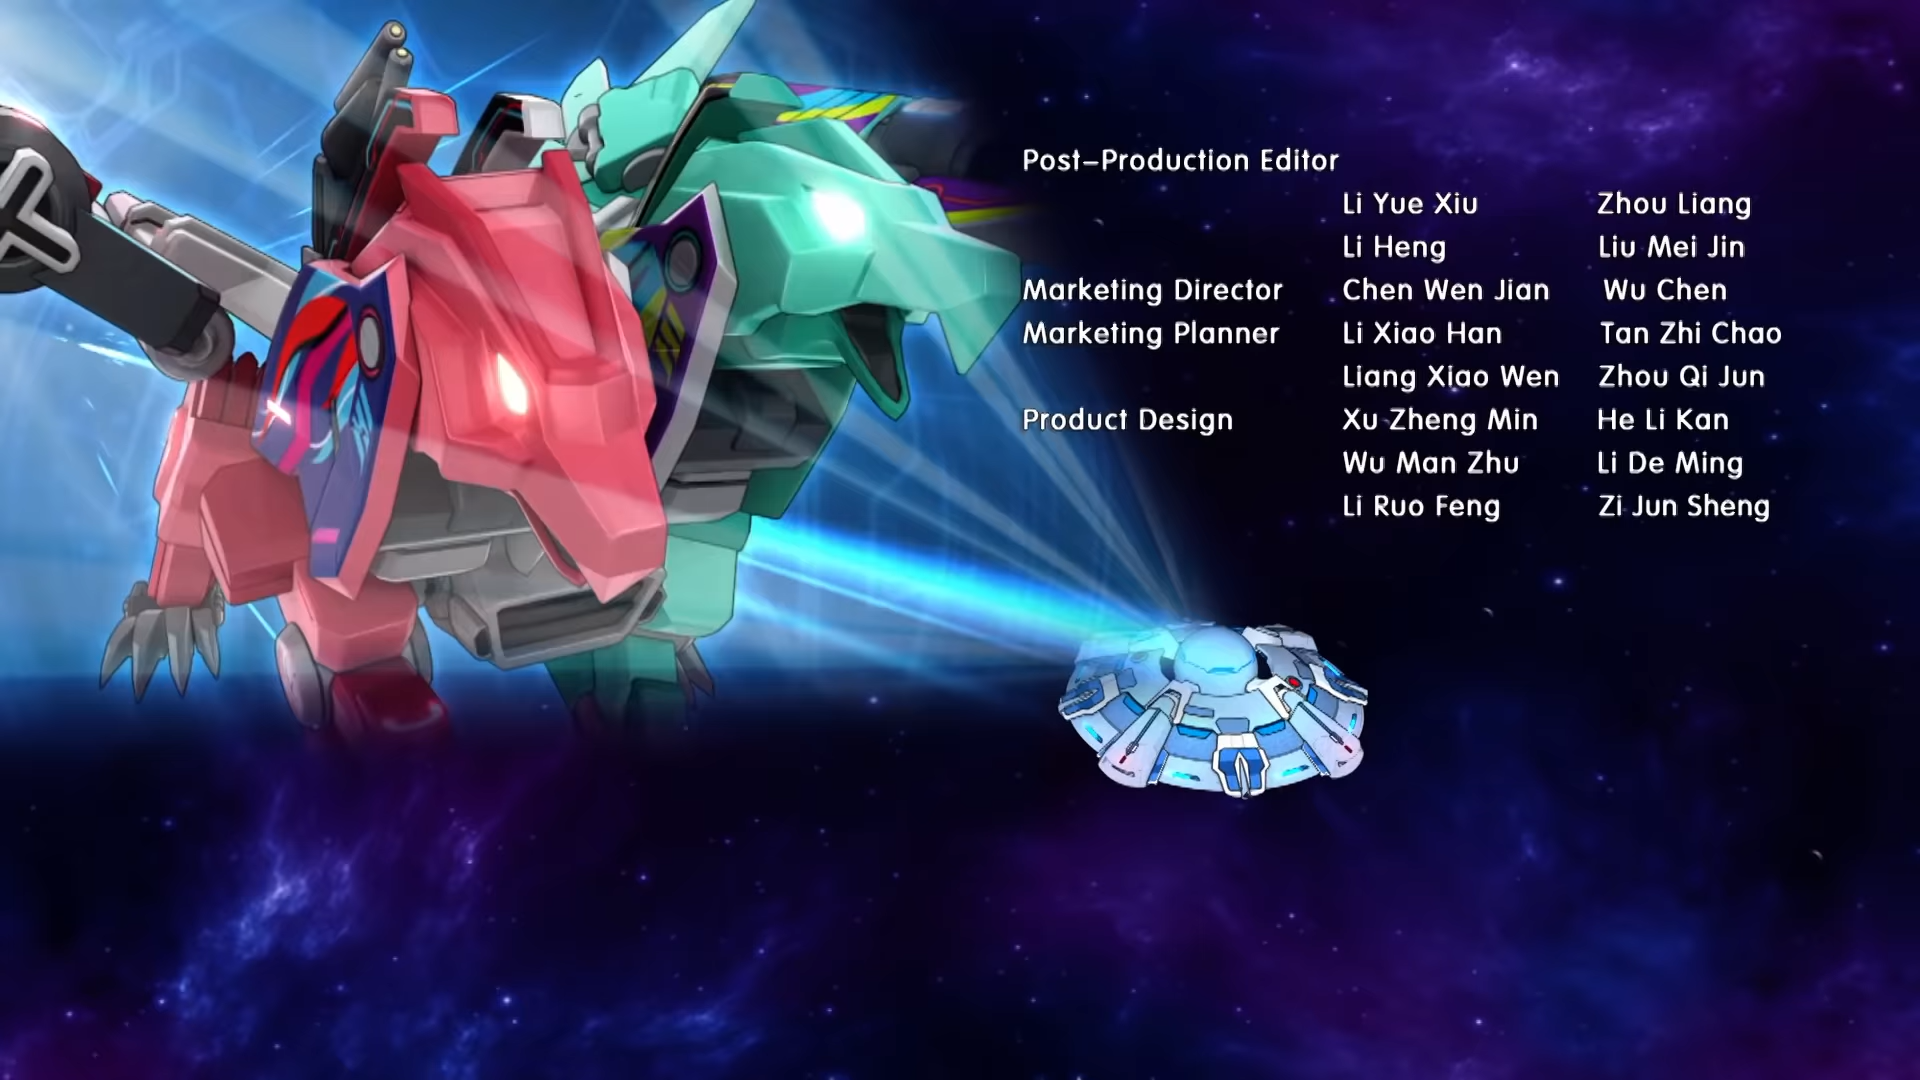 Post-Production Editor
Li Yue Xiu Zhou Liang
Li Heng Liu Mei Jin
Marketing Director Chen Wen Jian Wu Chen
Marketing Planner Li Xiao Han Tan Zhi Chao
Liang Xiao Wen Zhou Qi Jun
Product Design Xu Zheng Min He Li Kan
Wu Man Zhu Li De Ming
Li Ruo Feng Zi Jun Sheng